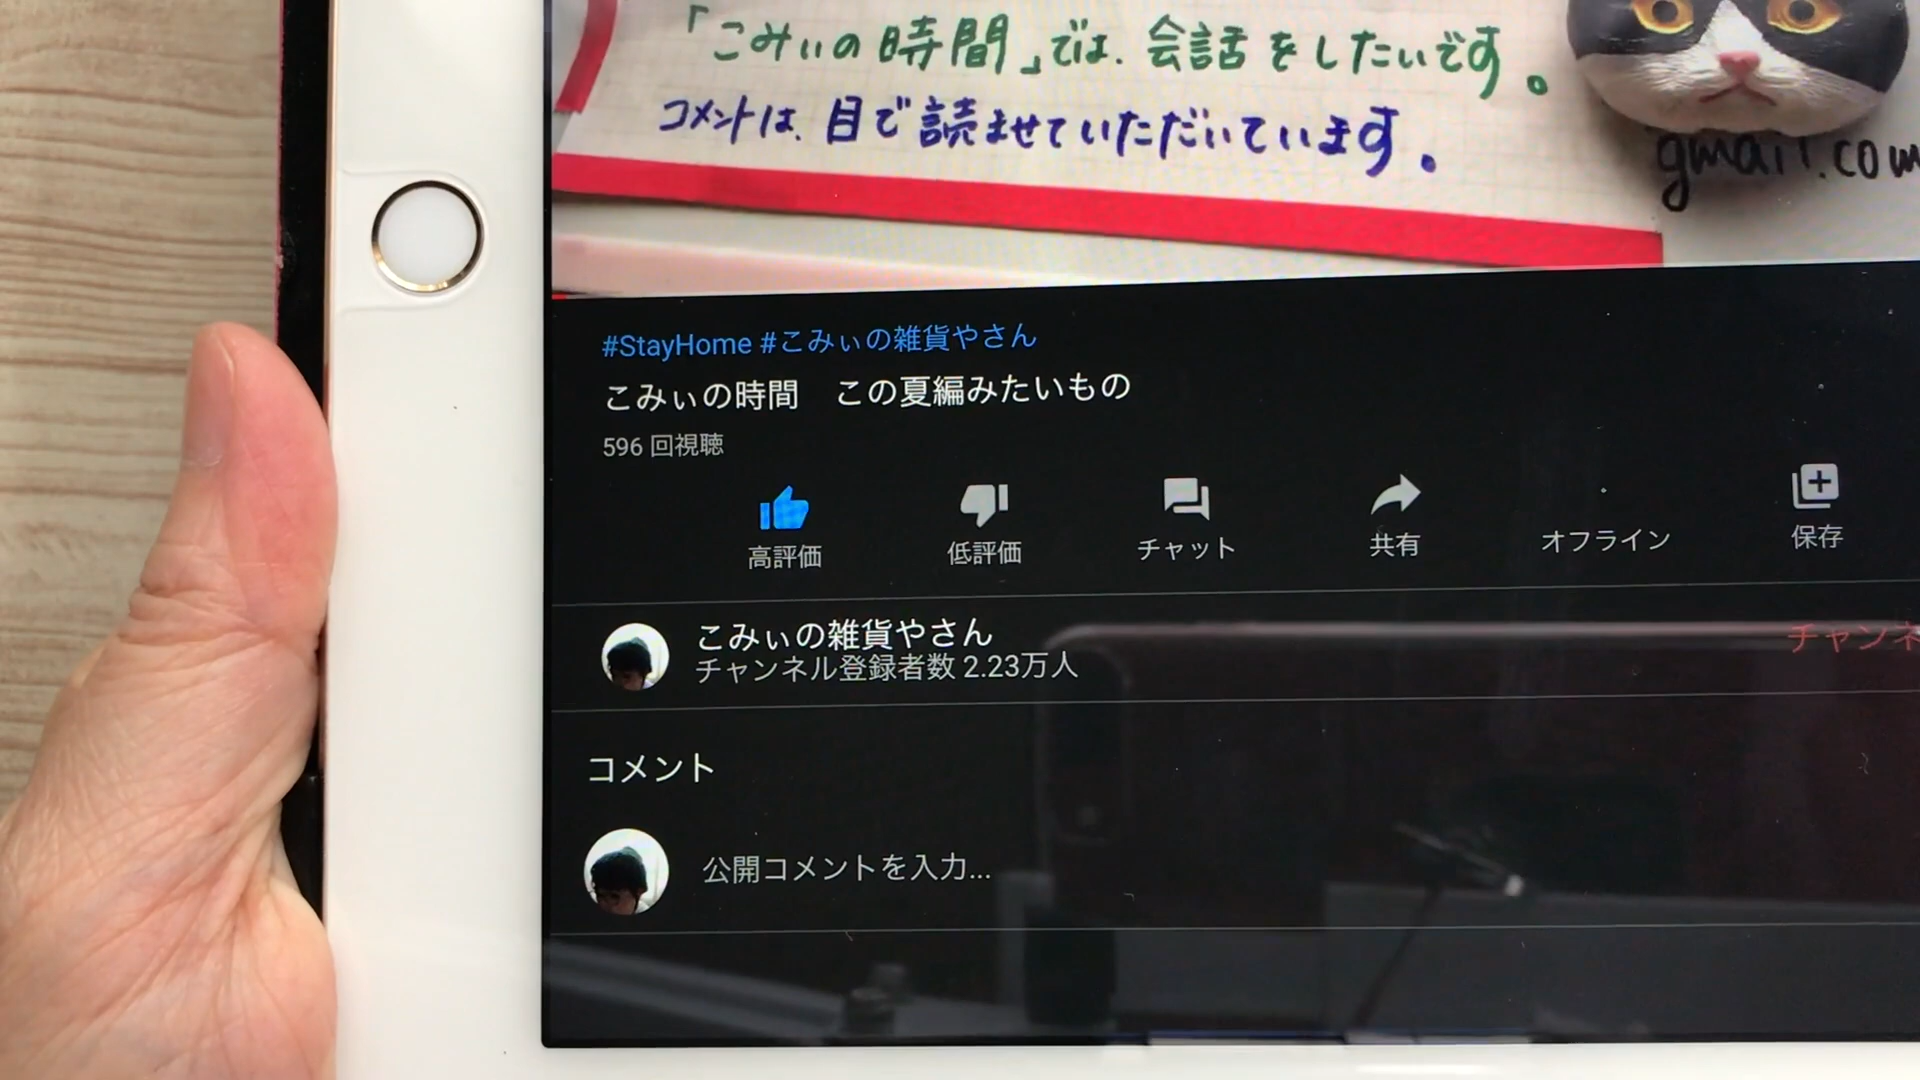 「こみぃの時間」では、会話をしたいです。
コメントは、目で読ませていただいています。
gmail.com
#StayHome #こみぃの雑貨やさん
こみぃの時間　この夏編みたいもの
596 回視聴
高評価
低評価
チャット
共有
オフライン
保存
こみぃの雑貨やさん
チャンネ
チャンネル登録者数 2.23万人
コメント
公開コメントを入力...